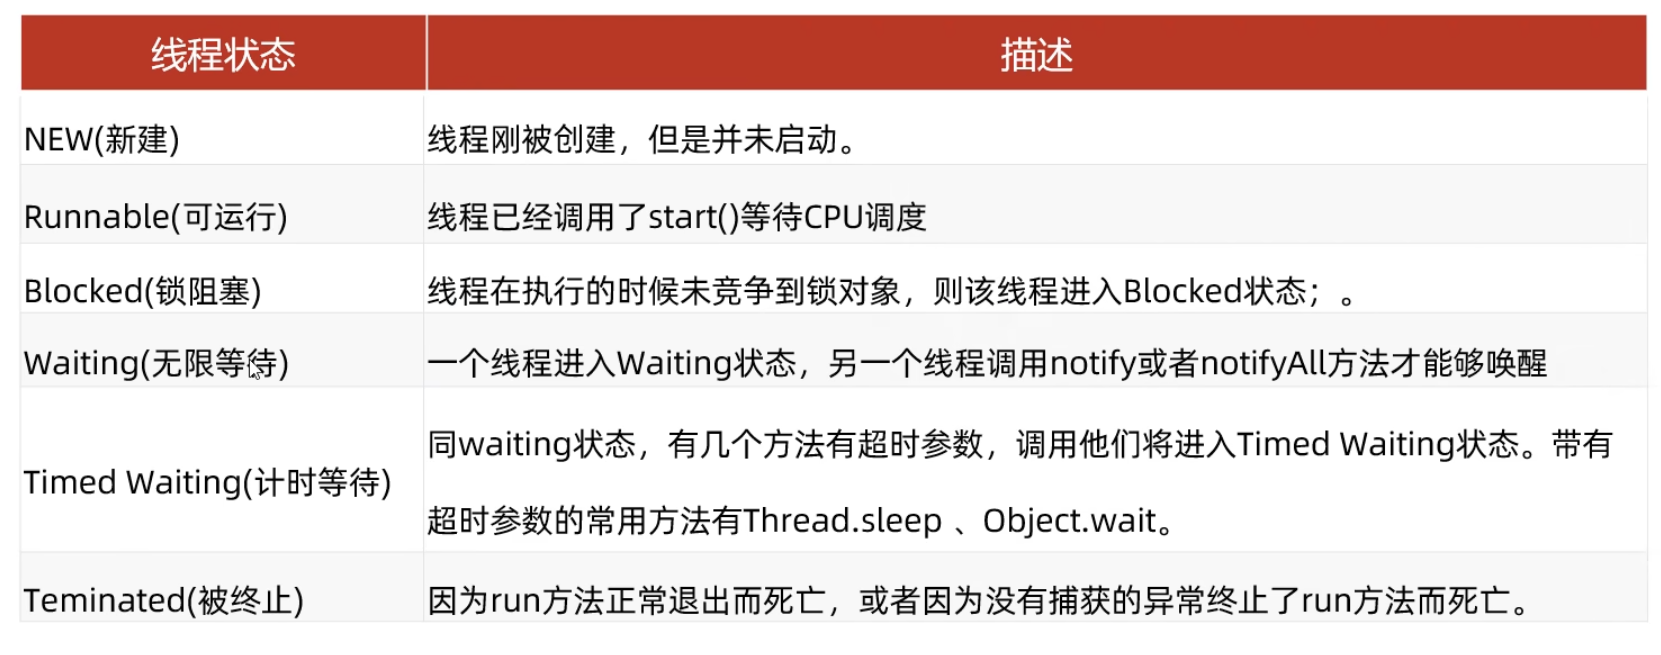 线程状态 描述
NEW(新建) 线程刚被创建，但是并未启动。
Runnable(可运行) 线程已经调用了start()等待CPU调度
Blocked(锁阻塞) 线程在执行的时候未竞争到锁对象，则该线程进入Blocked状态；。
Waiting(无限等待) 一个线程进入Waiting状态，另一个线程调用notify或者notifyAll方法才能够唤醒
Timed Waiting(计时等待) 同waiting状态，有几个方法有超时参数，调用他们将进入Timed Waiting状态。带有
超时参数的常用方法有Thread.sleep 、Object.wait。
Teminated(被终止) 因为run方法正常退出而死亡，或者因为没有捕获的异常终止了run方法而死亡。